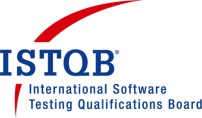 ISTQB®
International Software
Testing Qualifications Board